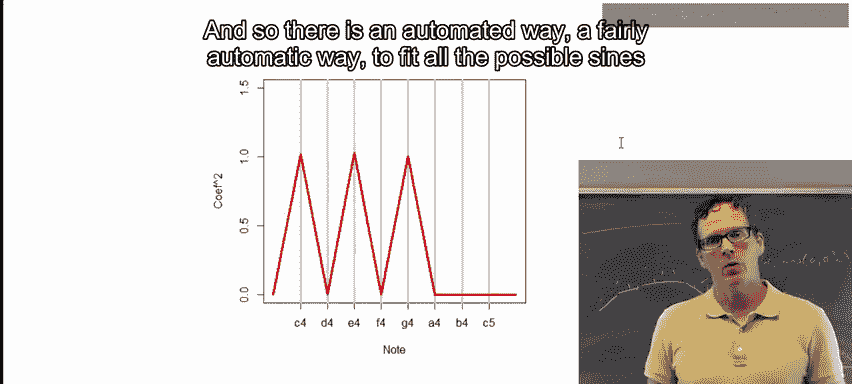 And so there is an automated way, a fairly
automatic way, to fit all the possible sines
1.5
1.0
0.5
0.0
Coef^2
c4 d4 e4 f4 g4 a4 b4 c5
Note